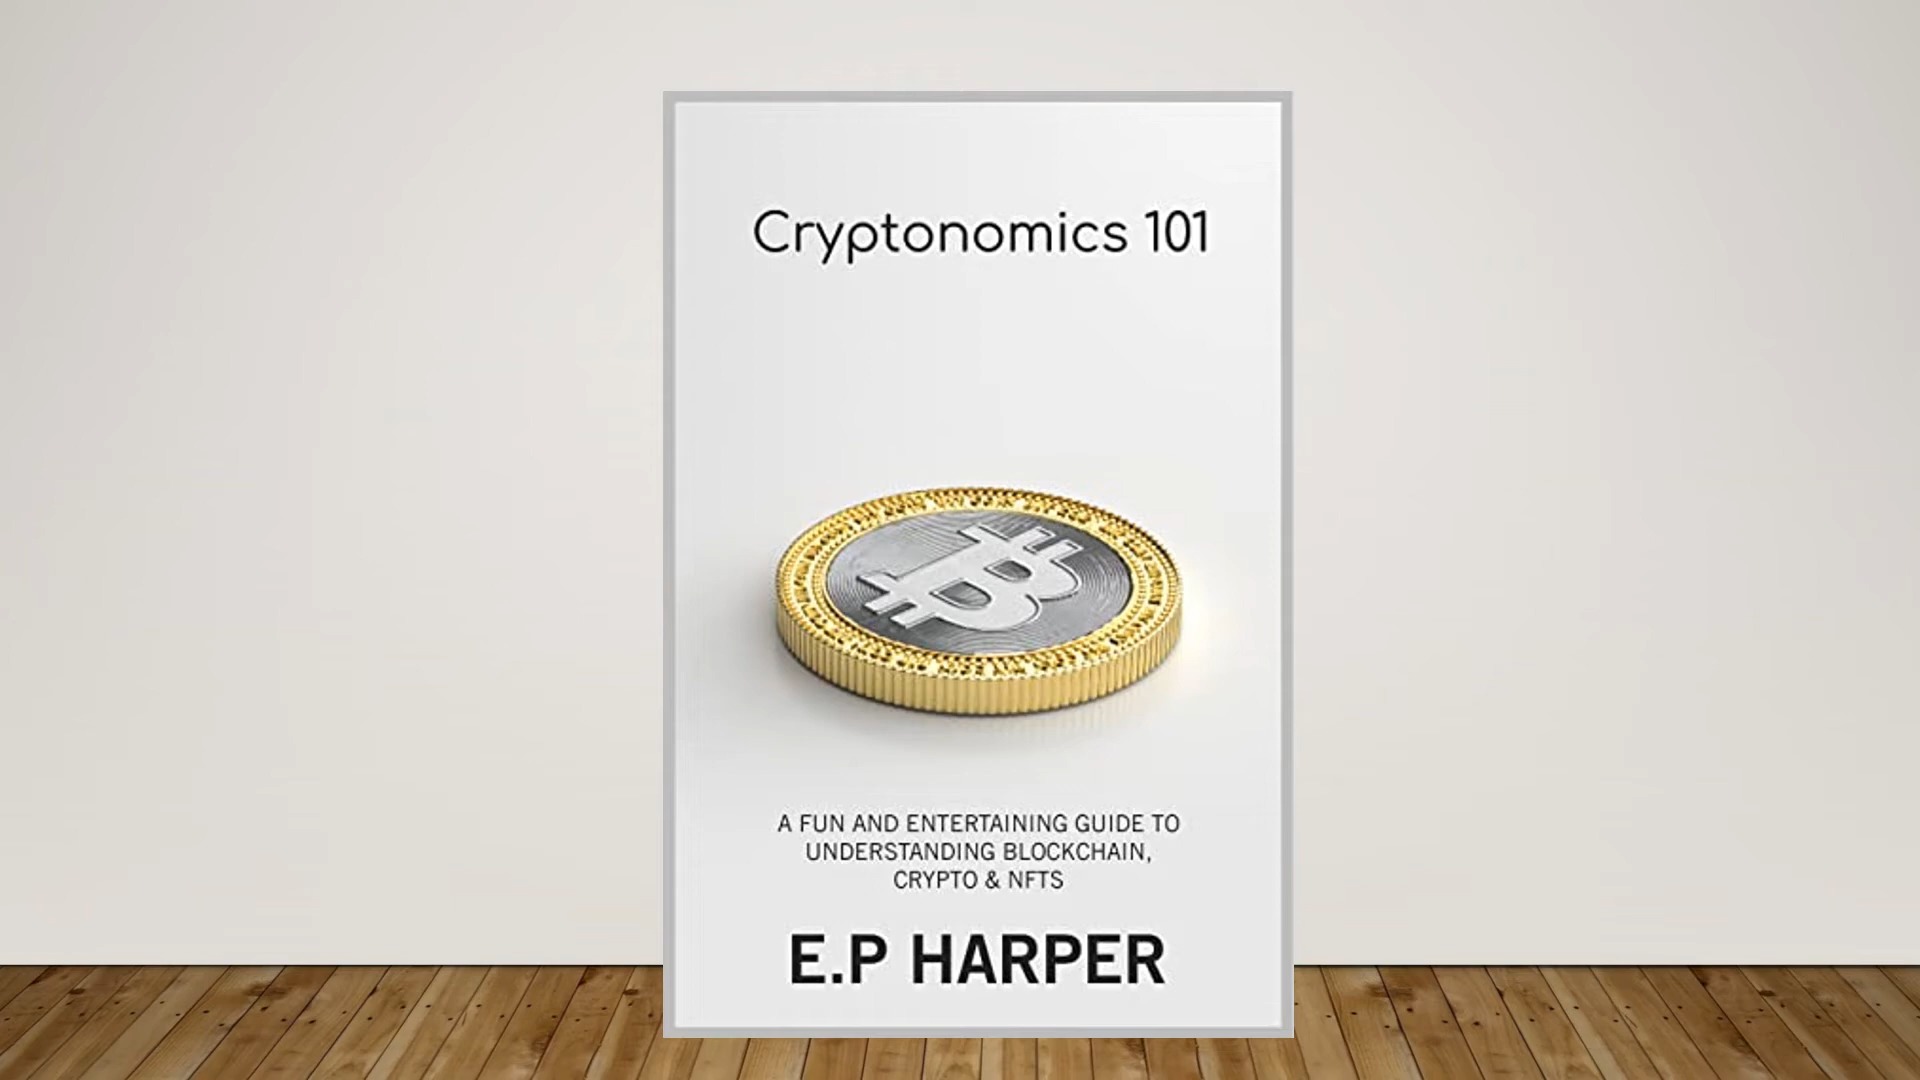 Cryptonomics 101
A FUN AND ENTERTAINING GUIDE TO
UNDERSTANDING BLOCKCHAIN,
CRYPTO & NFTS
E.P HARPER